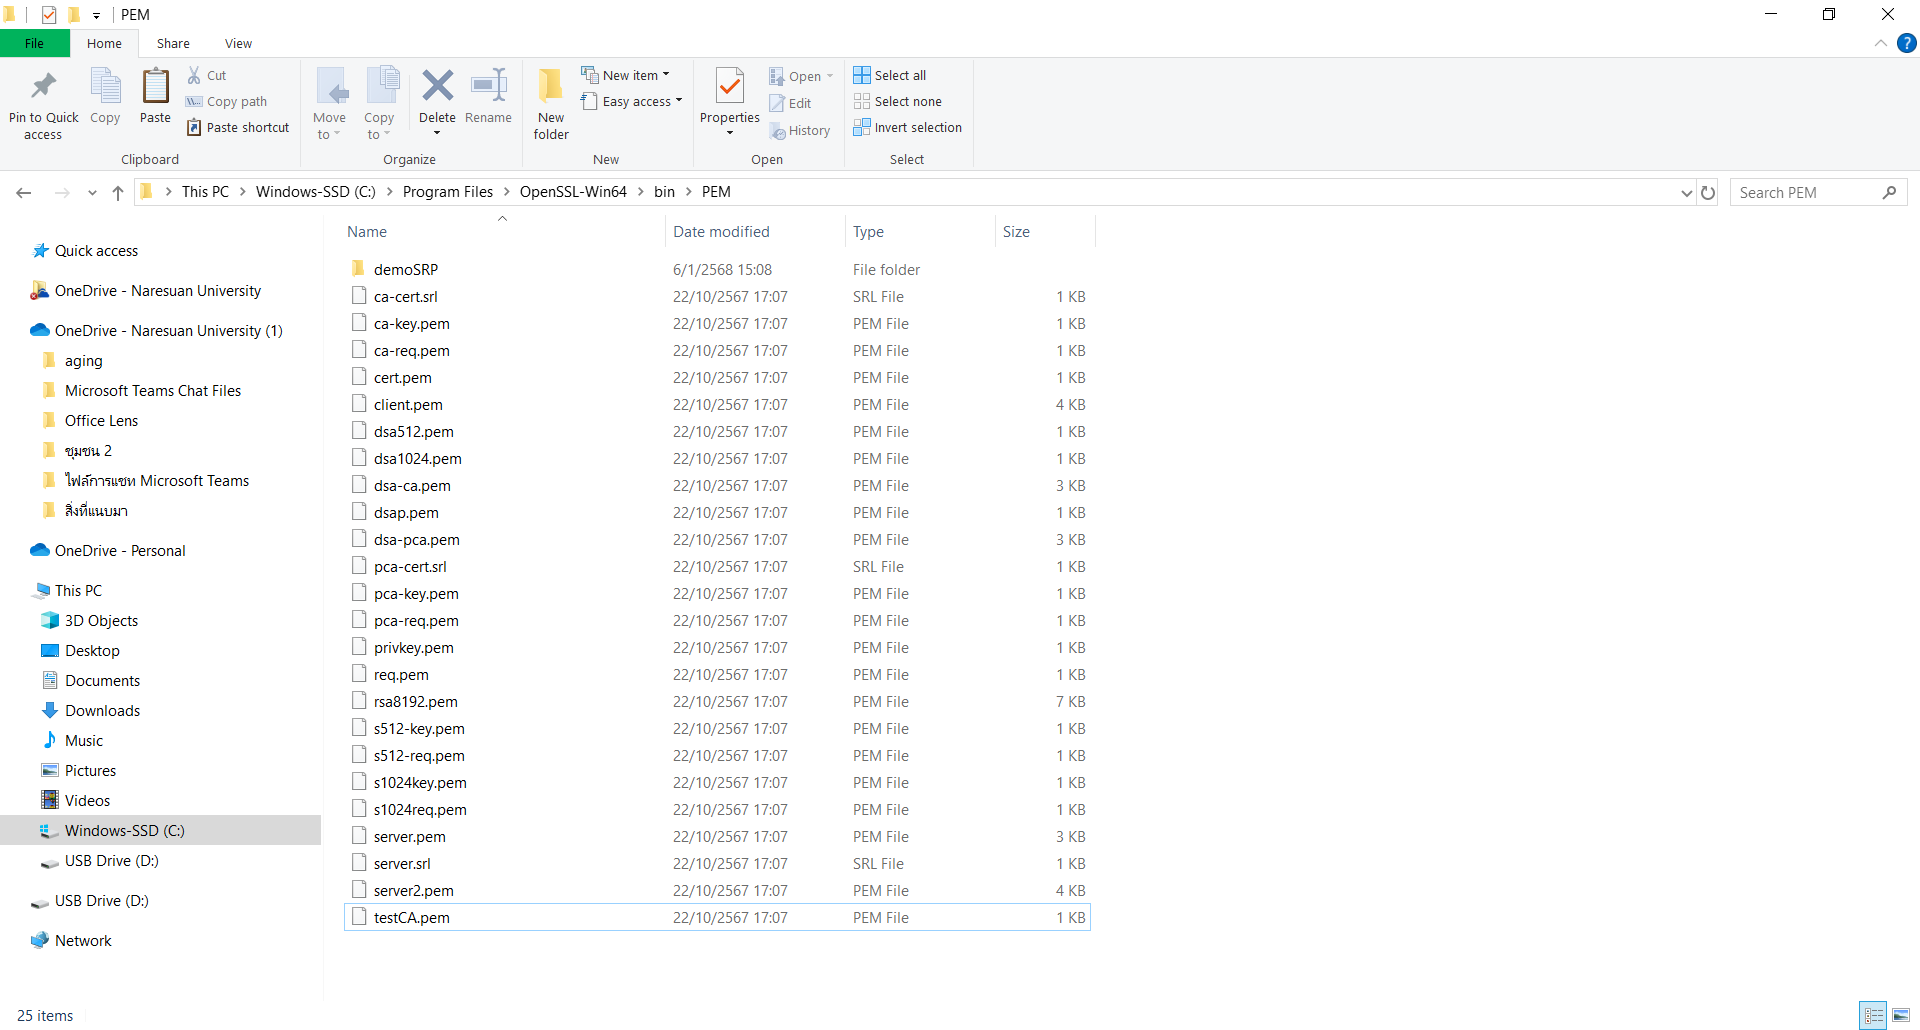 PEM
File Home Share View
Pin to Quick access
Copy
Paste
Cut
Copy path
Paste shortcut
Clipboard
Move to
Copy to
Delete
Rename
Organize
New folder
New item
Easy access
New
Properties
Open
Edit
History
Open
Select all
Select none
Invert selection
Select
This PC > Windows-SSD (C:) > Program Files > OpenSSL-Win64 > bin > PEM
Search PEM
Quick access
OneDrive - Naresuan University
OneDrive - Naresuan University (1)
aging
Microsoft Teams Chat Files
Office Lens
ชุมชน 2
ไฟล์การแชท Microsoft Teams
สิ่งที่แนบมา
OneDrive - Personal
This PC
3D Objects
Desktop
Documents
Downloads
Music
Pictures
Videos
Windows-SSD (C:)
USB Drive (D:)
USB Drive (D:)
Network
Name Date modified Type Size
demoSRP 6/1/2568 15:08 File folder
ca-cert.srl 22/10/2567 17:07 SRL File 1 KB
ca-key.pem 22/10/2567 17:07 PEM File 1 KB
ca-req.pem 22/10/2567 17:07 PEM File 1 KB
cert.pem 22/10/2567 17:07 PEM File 1 KB
client.pem 22/10/2567 17:07 PEM File 4 KB
dsa512.pem 22/10/2567 17:07 PEM File 1 KB
dsa1024.pem 22/10/2567 17:07 PEM File 1 KB
dsa-ca.pem 22/10/2567 17:07 PEM File 3 KB
dsap.pem 22/10/2567 17:07 PEM File 1 KB
dsa-pca.pem 22/10/2567 17:07 PEM File 3 KB
pca-cert.srl 22/10/2567 17:07 SRL File 1 KB
pca-key.pem 22/10/2567 17:07 PEM File 1 KB
pca-req.pem 22/10/2567 17:07 PEM File 1 KB
privkey.pem 22/10/2567 17:07 PEM File 1 KB
req.pem 22/10/2567 17:07 PEM File 1 KB
rsa8192.pem 22/10/2567 17:07 PEM File 7 KB
s512-key.pem 22/10/2567 17:07 PEM File 1 KB
s512-req.pem 22/10/2567 17:07 PEM File 1 KB
s1024key.pem 22/10/2567 17:07 PEM File 1 KB
s1024req.pem 22/10/2567 17:07 PEM File 1 KB
server.pem 22/10/2567 17:07 PEM File 3 KB
server.srl 22/10/2567 17:07 SRL File 1 KB
server2.pem 22/10/2567 17:07 PEM File 4 KB
testCA.pem 22/10/2567 17:07 PEM File 1 KB
25 items